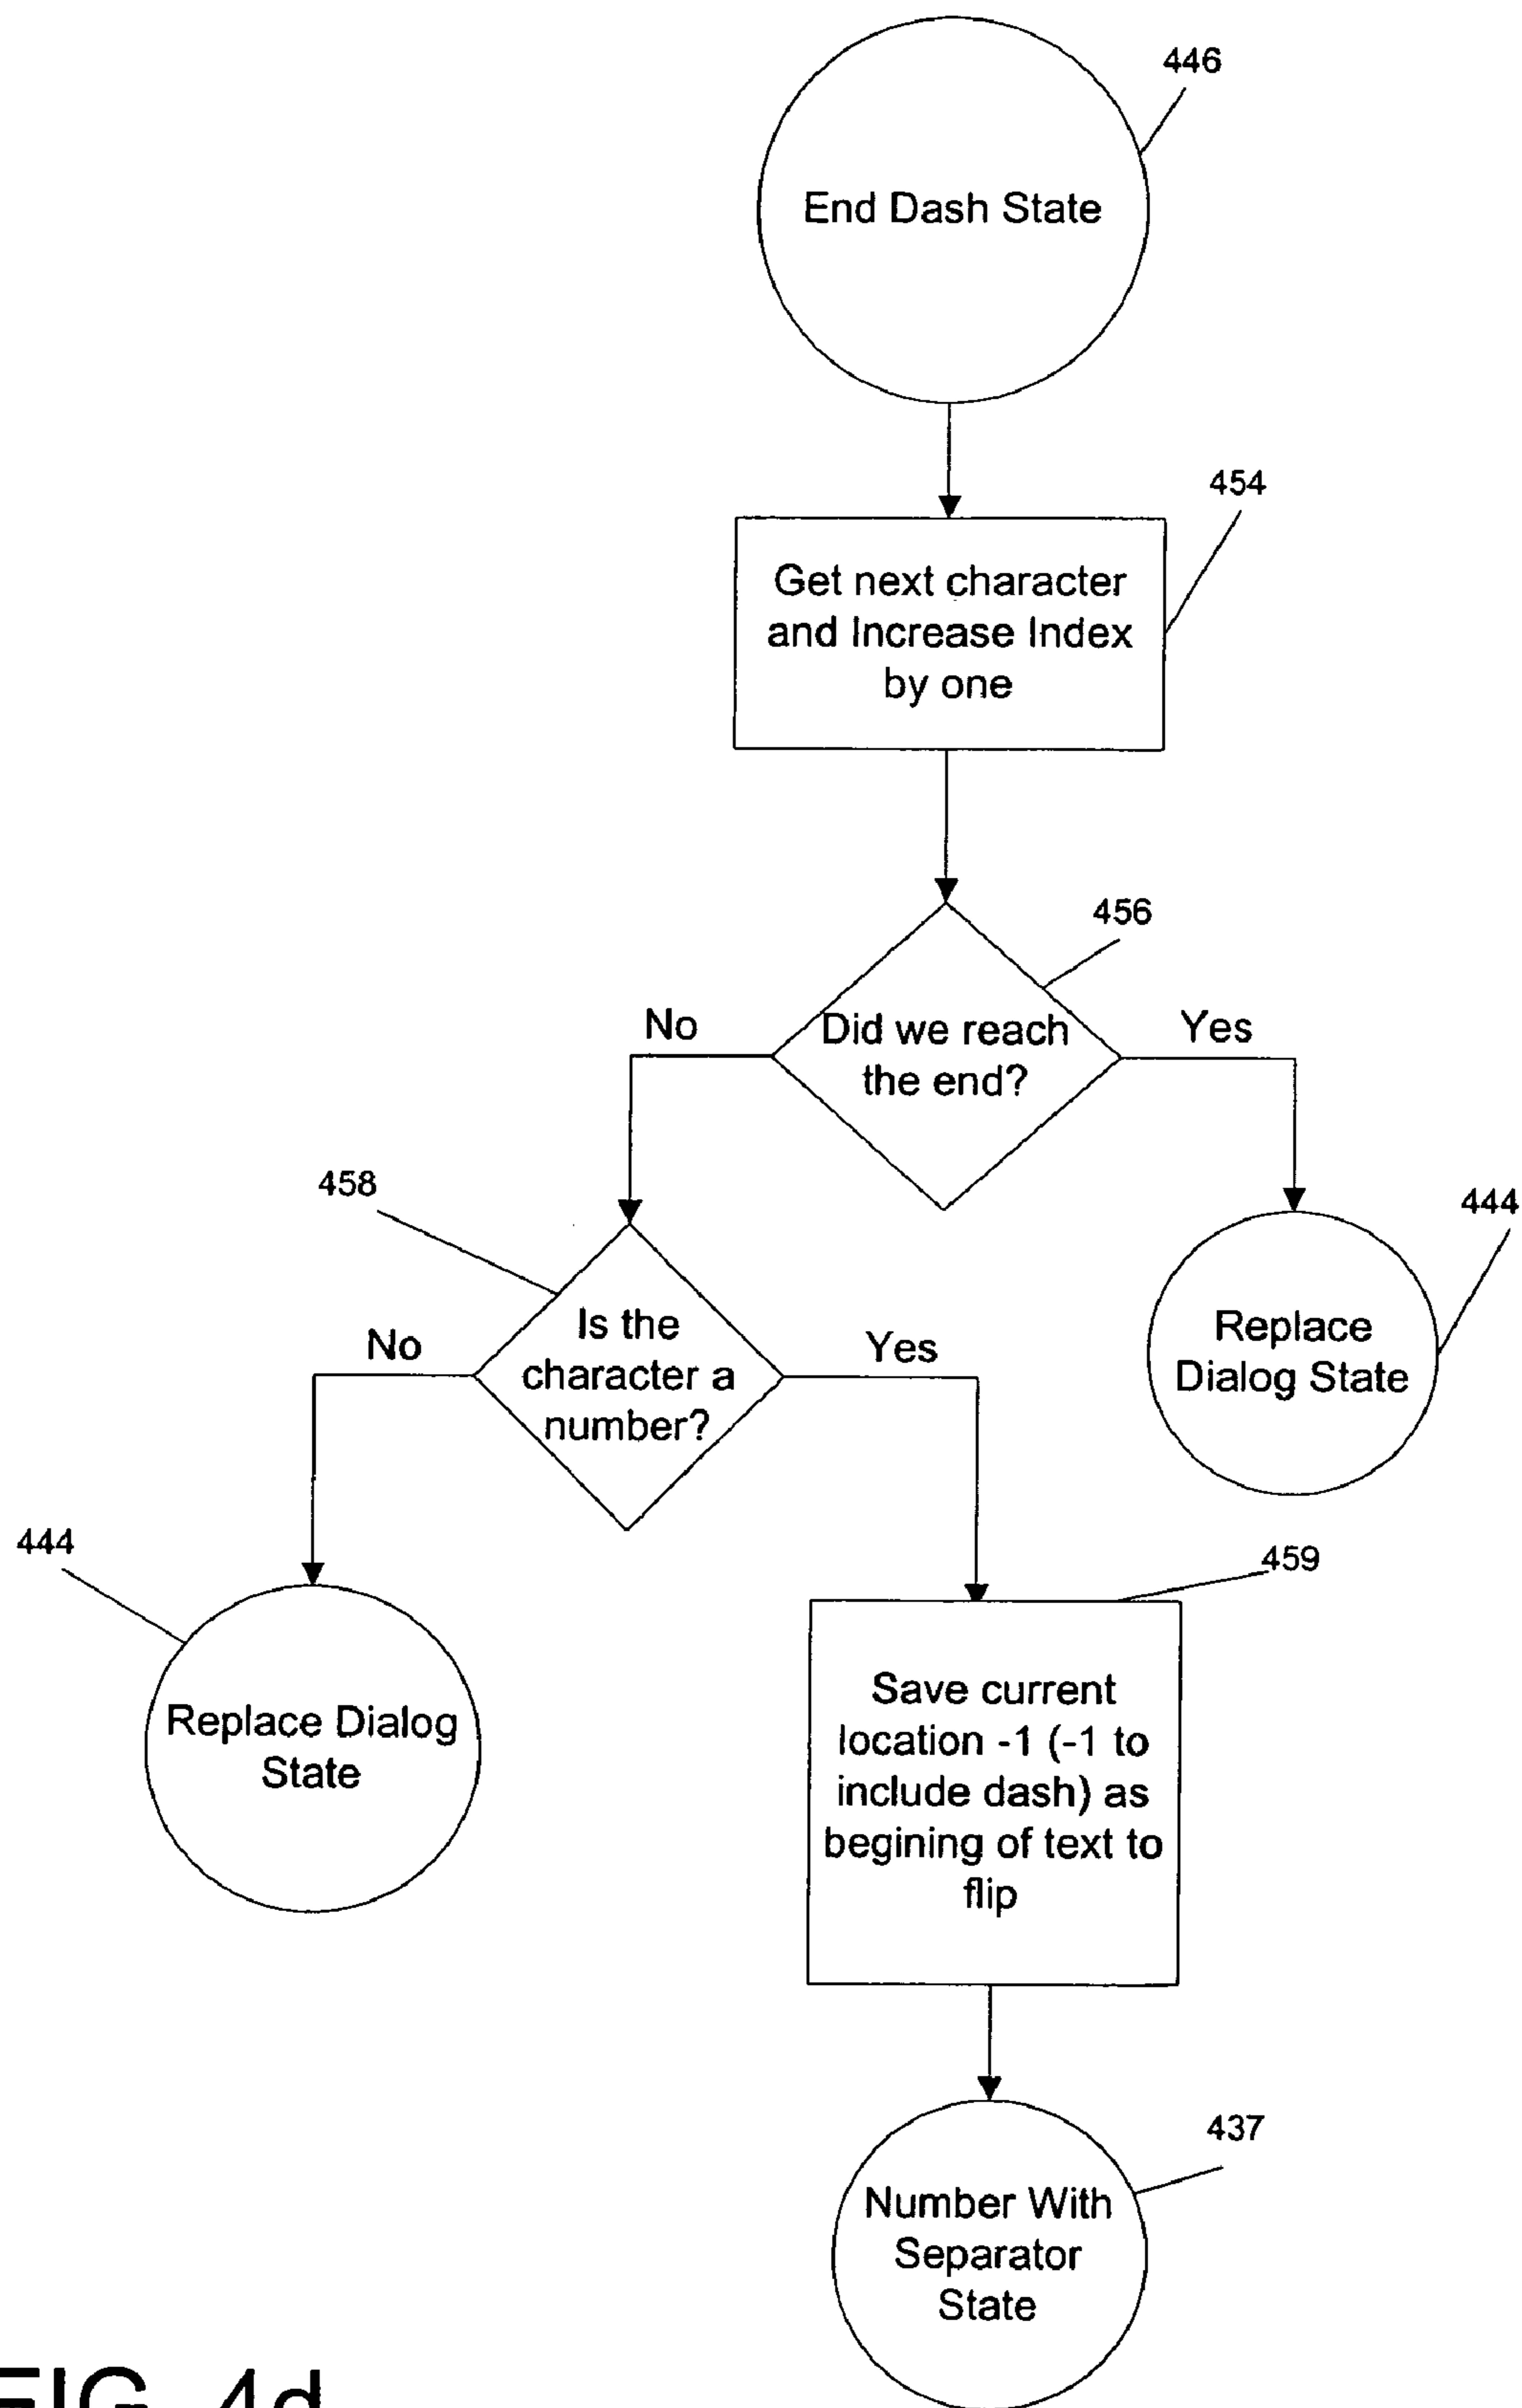 446
End Dash State
454
Get next character
and Increase Index
by one
456
No
Did we reach
the end?
Yes
458
444
Is the
character a
number?
No
Yes
Replace
Dialog State
444
459
Replace Dialog
State
Save current
location -1 (-1 to
include dash) as
begining of text to
flip
437
Number With
Separator
State
FIG. 4d